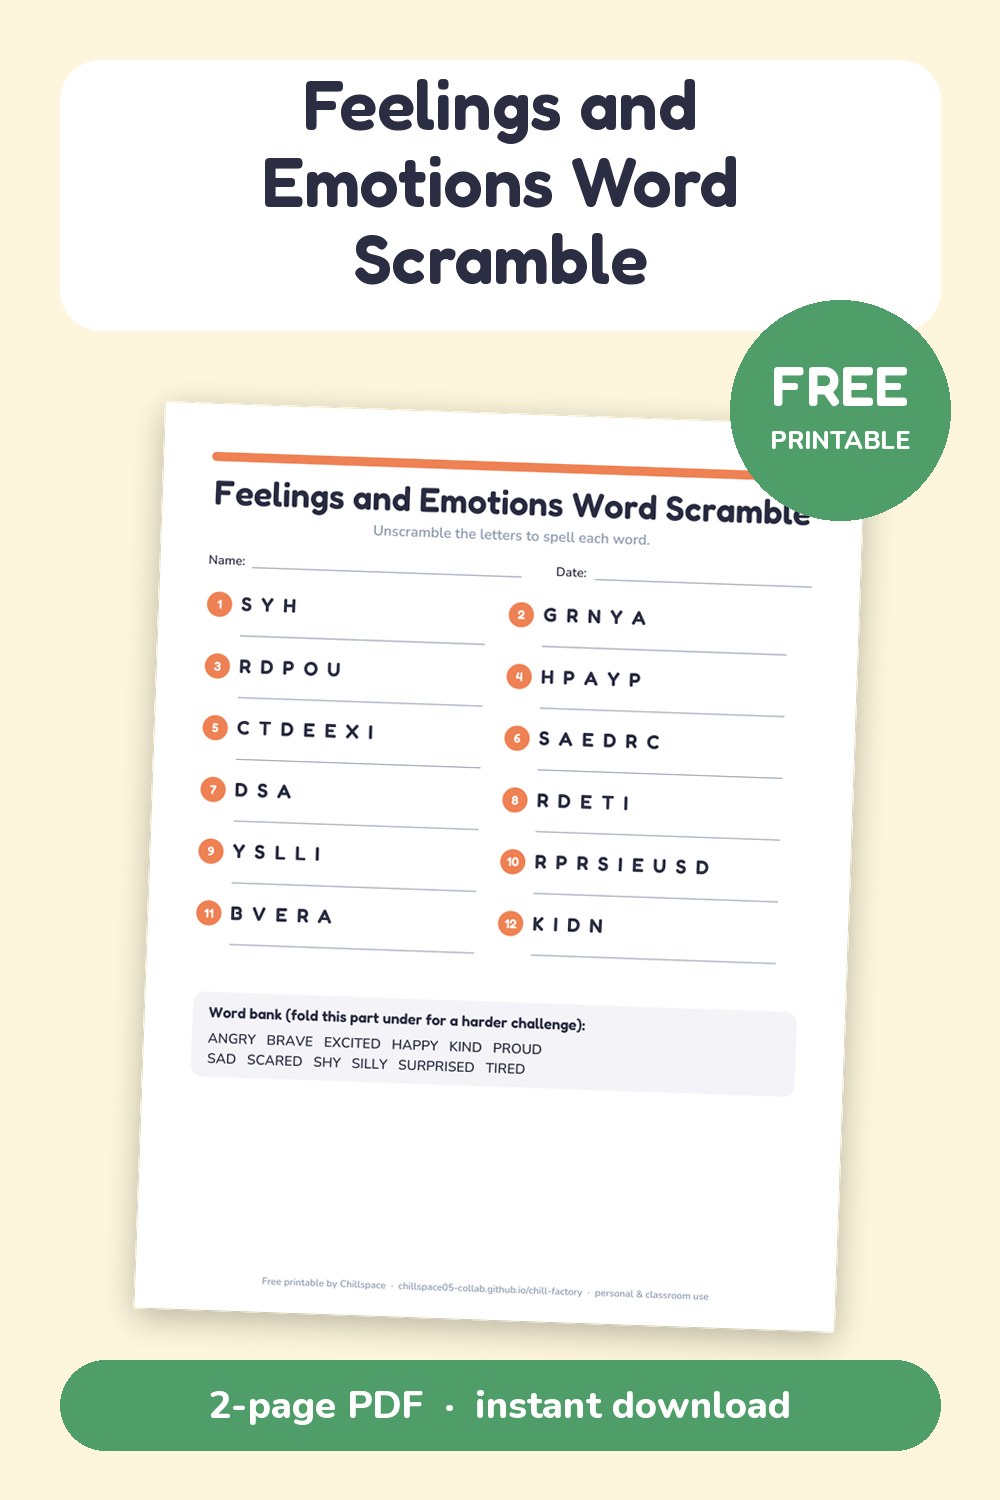 Feelings and
Emotions Word
Scramble
FREE
PRINTABLE
Feelings and Emotions Word Scramble
Unscramble the letters to spell each word.
Name: Date:
1 S Y H
2 G R N Y A
3 R D P O U
4 H P A Y P
5 C T D E E X I
6 S A E D R C
7 D S A
8 R D E T I
9 Y S L L I
10 R P R S I E U S D
11 B V E R A
12 K I D N
Word bank (fold this part under for a harder challenge):
ANGRY BRAVE EXCITED HAPPY KIND PROUD
SAD SCARED SHY SILLY SURPRISED TIRED
Free printable by Chillspace · chillspace05-collab.github.io/chill-factory · personal & classroom use
2-page PDF · instant download